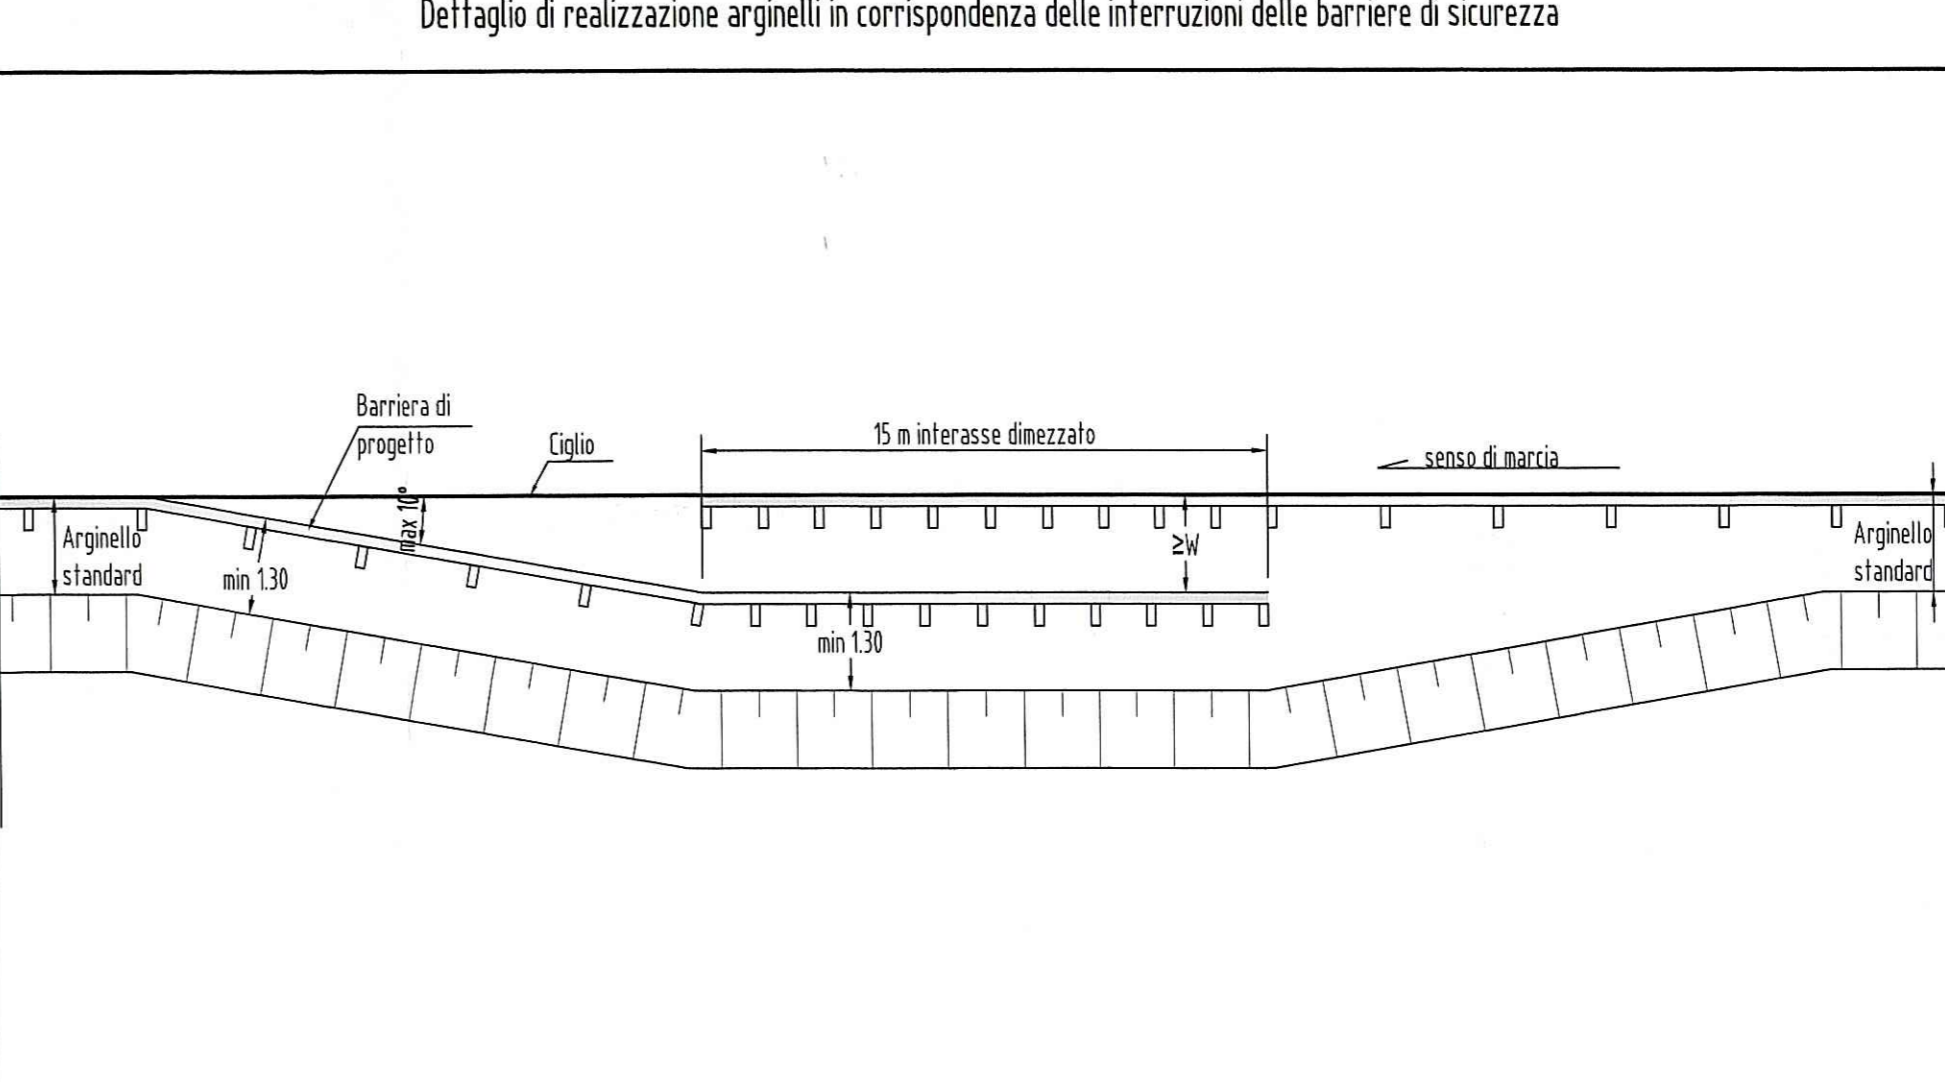 Dettaglio di realizzazione arginelli in corrispondenza delle interruzioni delle barriere di sicurezza
Barriera di
progetto
Ciglio
15 m interasse dimezzato
senso di marcia
max 10°
Arginello
standard
min 1.30
≥W
min 1.30
Arginello
standard